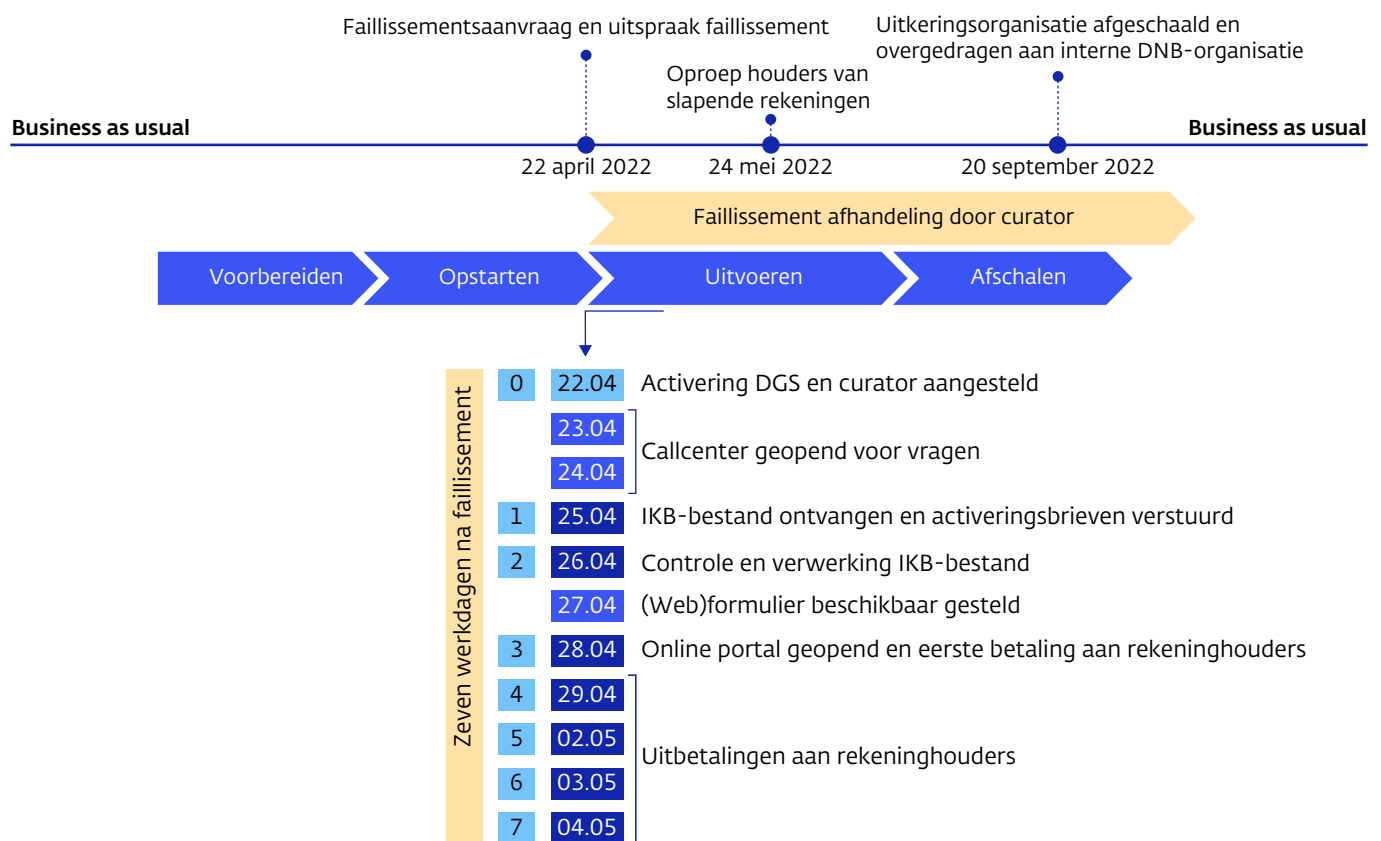 Faillissementsaanvraag en uitspraak faillissement
Uitkeringsorganisatie afgeschaald en
overgedragen aan interne DNB-organisatie
Oproep houders van
slapende rekeningen
Business as usual
Business as usual
22 april 2022
24 mei 2022
20 september 2022
Faillissement afhandeling door curator
Voorbereiden
Opstarten
Uitvoeren
Afschalen
Zeven werkdagen na faillissement
0 22.04 Activering DGS en curator aangesteld
23.04
Callcenter geopend voor vragen
24.04
1 25.04 IKB-bestand ontvangen en activeringsbrieven verstuurd
2 26.04 Controle en verwerking IKB-bestand
27.04 (Web)formulier beschikbaar gesteld
3 28.04 Online portal geopend en eerste betaling aan rekeninghouders
4 29.04
5 02.05
Uitbetalingen aan rekeninghouders
6 03.05
7 04.05